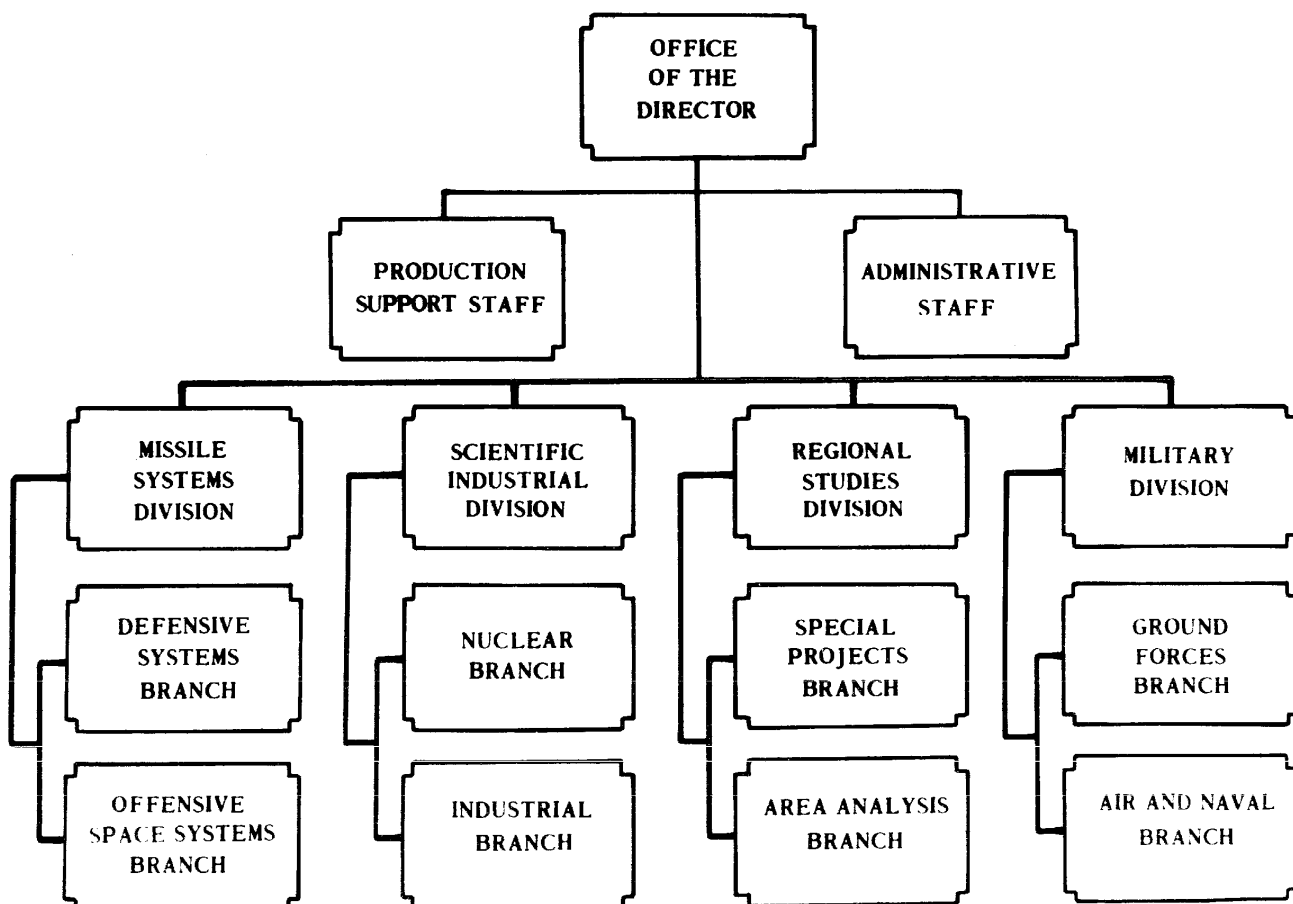 OFFICE
OF THE
DIRECTOR
PRODUCTION
SUPPORT STAFF
ADMINISTRATIVE
STAFF
MISSILE
SYSTEMS
DIVISION
SCIENTIFIC
INDUSTRIAL
DIVISION
REGIONAL
STUDIES
DIVISION
MILITARY
DIVISION
DEFENSIVE
SYSTEMS
BRANCH
NUCLEAR
BRANCH
SPECIAL
PROJECTS
BRANCH
GROUND
FORCES
BRANCH
OFFENSIVE
SPACE SYSTEMS
BRANCH
INDUSTRIAL
BRANCH
AREA ANALYSIS
BRANCH
AIR AND NAVAL
BRANCH